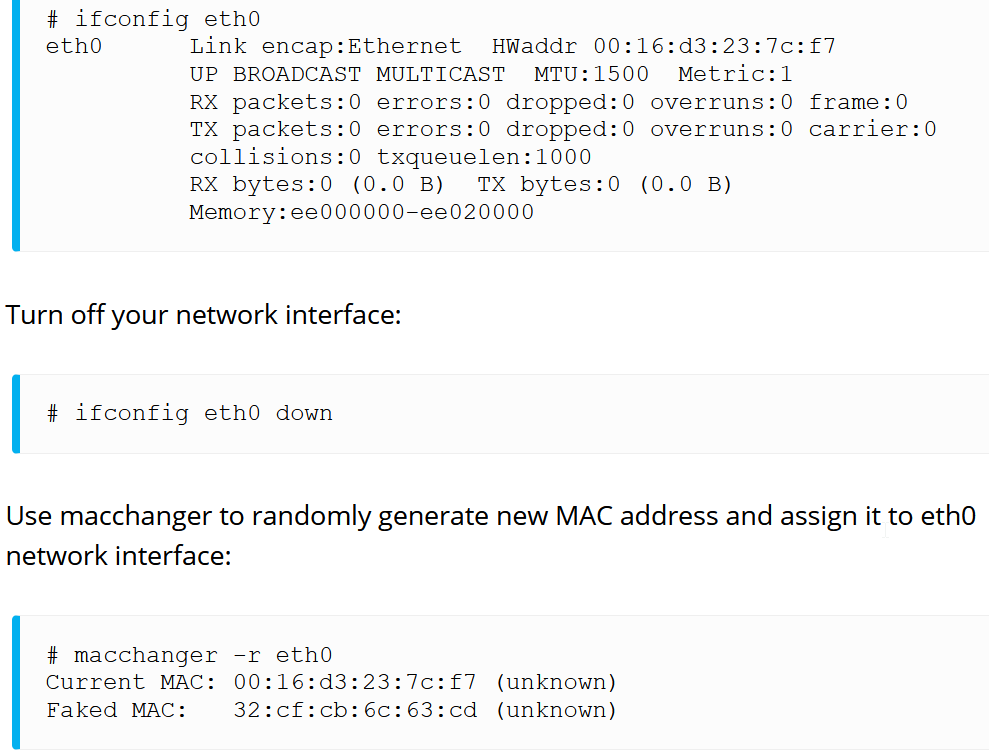 # ifconfig eth0
eth0      Link encap:Ethernet  HWaddr 00:16:d3:23:7c:f7
          UP BROADCAST MULTICAST  MTU:1500  Metric:1
          RX packets:0 errors:0 dropped:0 overruns:0 frame:0
          TX packets:0 errors:0 dropped:0 overruns:0 carrier:0
          collisions:0 txqueuelen:1000
          RX bytes:0 (0.0 B)  TX bytes:0 (0.0 B)
          Memory:ee000000-ee020000
Turn off your network interface:
# ifconfig eth0 down
Use macchanger to randomly generate new MAC address and assign it to eth0
network interface:
# macchanger -r eth0
Current MAC: 00:16:d3:23:7c:f7 (unknown)
Faked MAC:   32:cf:cb:6c:63:cd (unknown)